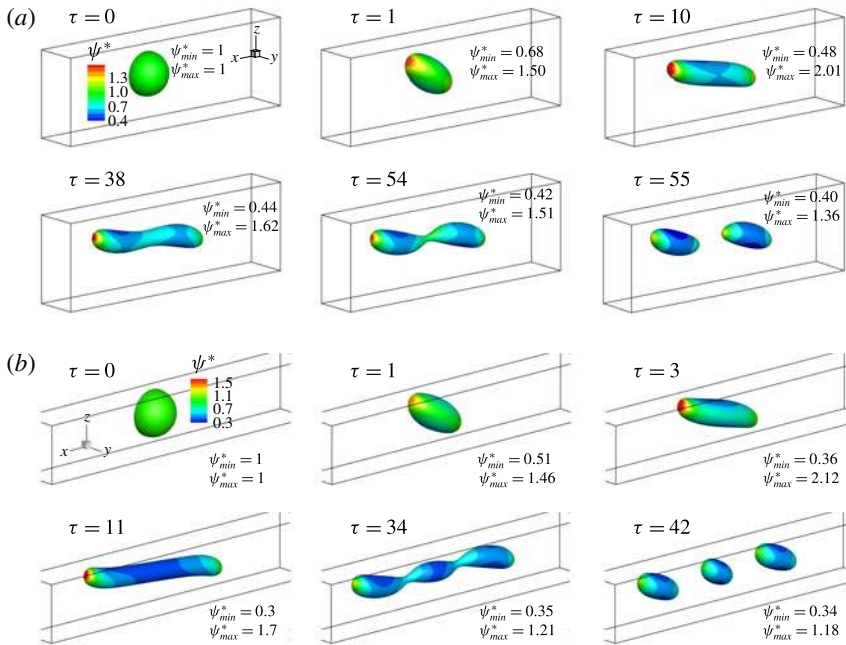 (a)
τ = 0
ψ*
1.3
1.0
0.7
0.4
ψ*min = 1
ψ*max = 1
z
x
y
τ = 1
ψ*min = 0.68
ψ*max = 1.50
τ = 10
ψ*min = 0.48
ψ*max = 2.01
τ = 38
ψ*min = 0.44
ψ*max = 1.62
τ = 54
ψ*min = 0.42
ψ*max = 1.51
τ = 55
ψ*min = 0.40
ψ*max = 1.36
(b)
τ = 0
ψ*
1.5
1.1
0.7
0.3
z
x
y
ψ*min = 1
ψ*max = 1
τ = 1
ψ*min = 0.51
ψ*max = 1.46
τ = 3
ψ*min = 0.36
ψ*max = 2.12
τ = 11
ψ*min = 0.3
ψ*max = 1.7
τ = 34
ψ*min = 0.35
ψ*max = 1.21
τ = 42
ψ*min = 0.34
ψ*max = 1.18